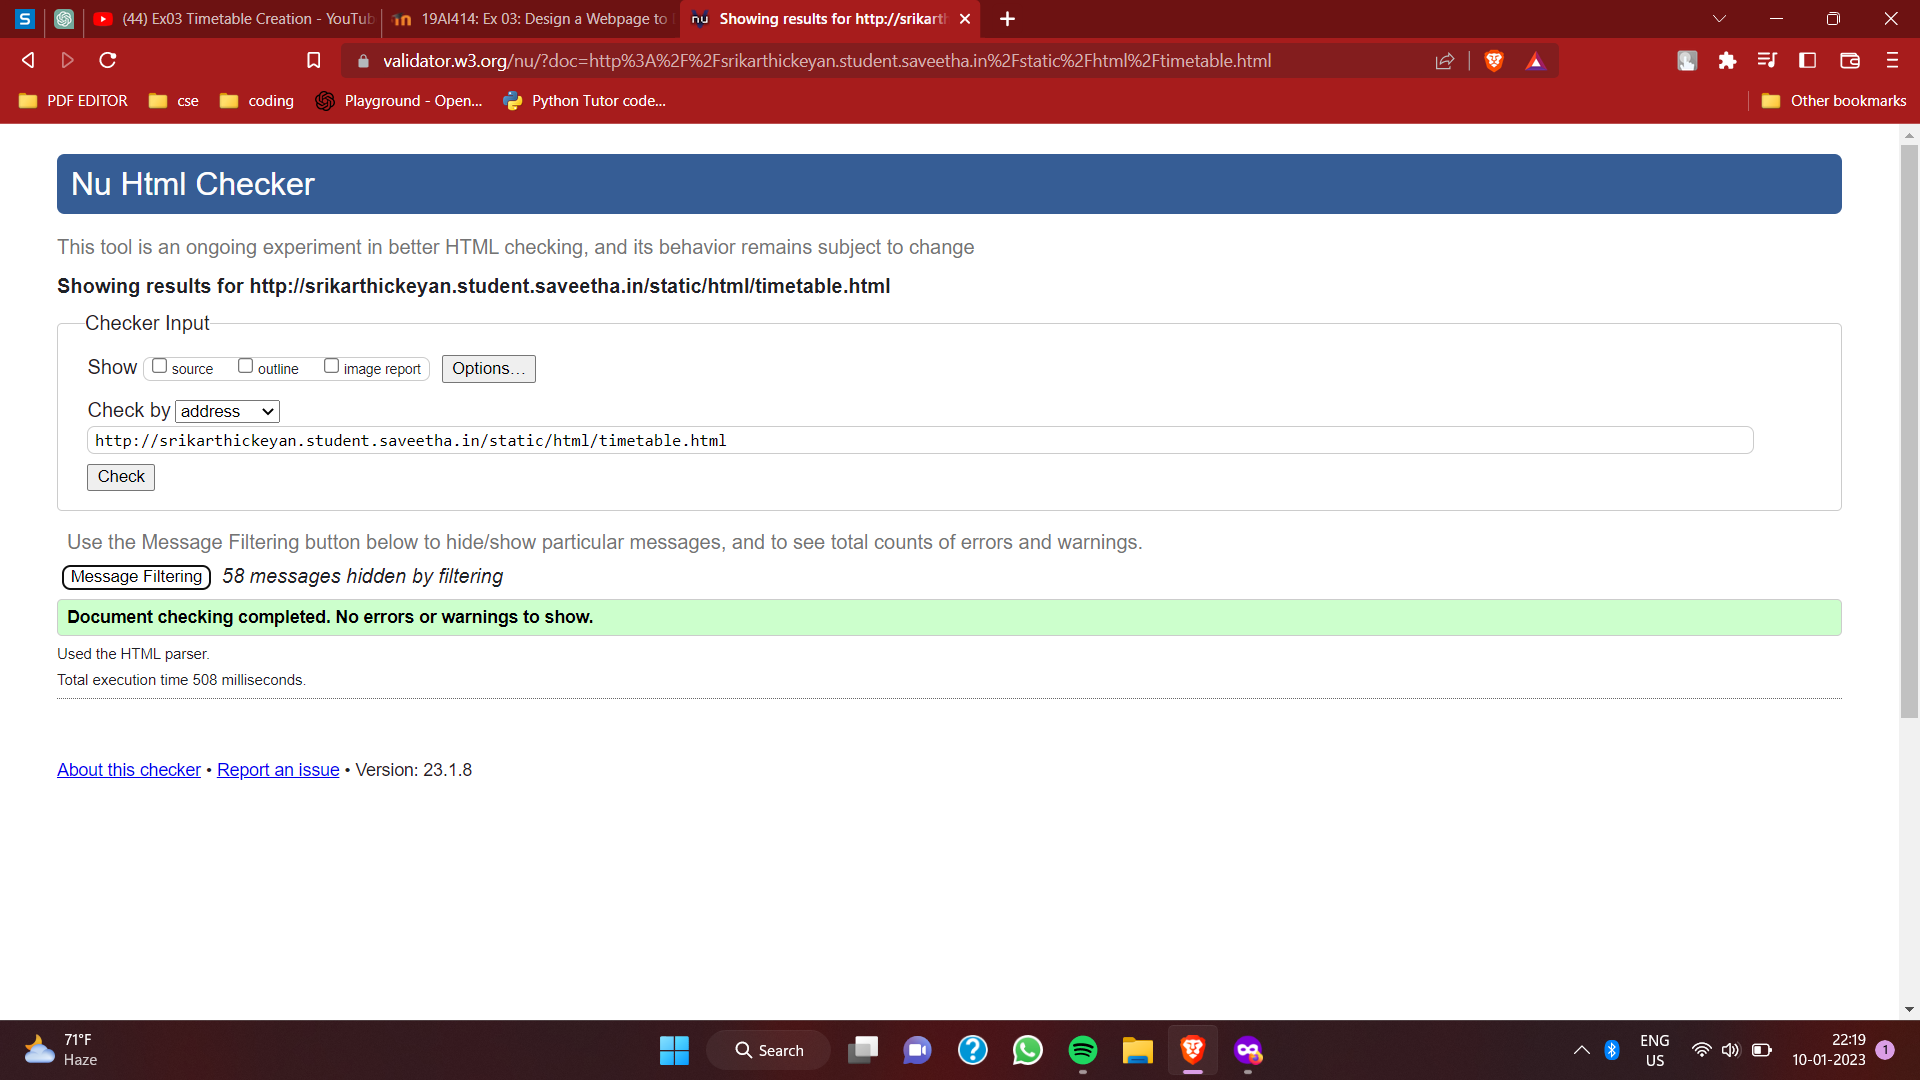 (44) Ex03 Timetable Creation - YouTub
19AI414: Ex 03: Design a Webpage to
nu
Showing results for http://srikarth
validator.w3.org/nu/?doc=http%3A%2F%2Fsrikarthickeyan.student.saveetha.in%2Fstatic%2Fhtml%2Ftimetable.html
PDF EDITOR
cse
coding
Playground - Open...
Python Tutor code...
Other bookmarks
Nu Html Checker
This tool is an ongoing experiment in better HTML checking, and its behavior remains subject to change
Showing results for http://srikarthickeyan.student.saveetha.in/static/html/timetable.html
Checker Input
Show source outline image report Options...
Check by address
http://srikarthickeyan.student.saveetha.in/static/html/timetable.html
Check
Use the Message Filtering button below to hide/show particular messages, and to see total counts of errors and warnings.
Message Filtering 58 messages hidden by filtering
Document checking completed. No errors or warnings to show.
Used the HTML parser.
Total execution time 508 milliseconds.
About this checker • Report an issue • Version: 23.1.8
71°F
Haze
Search
ENG
US
22:19
10-01-2023
1